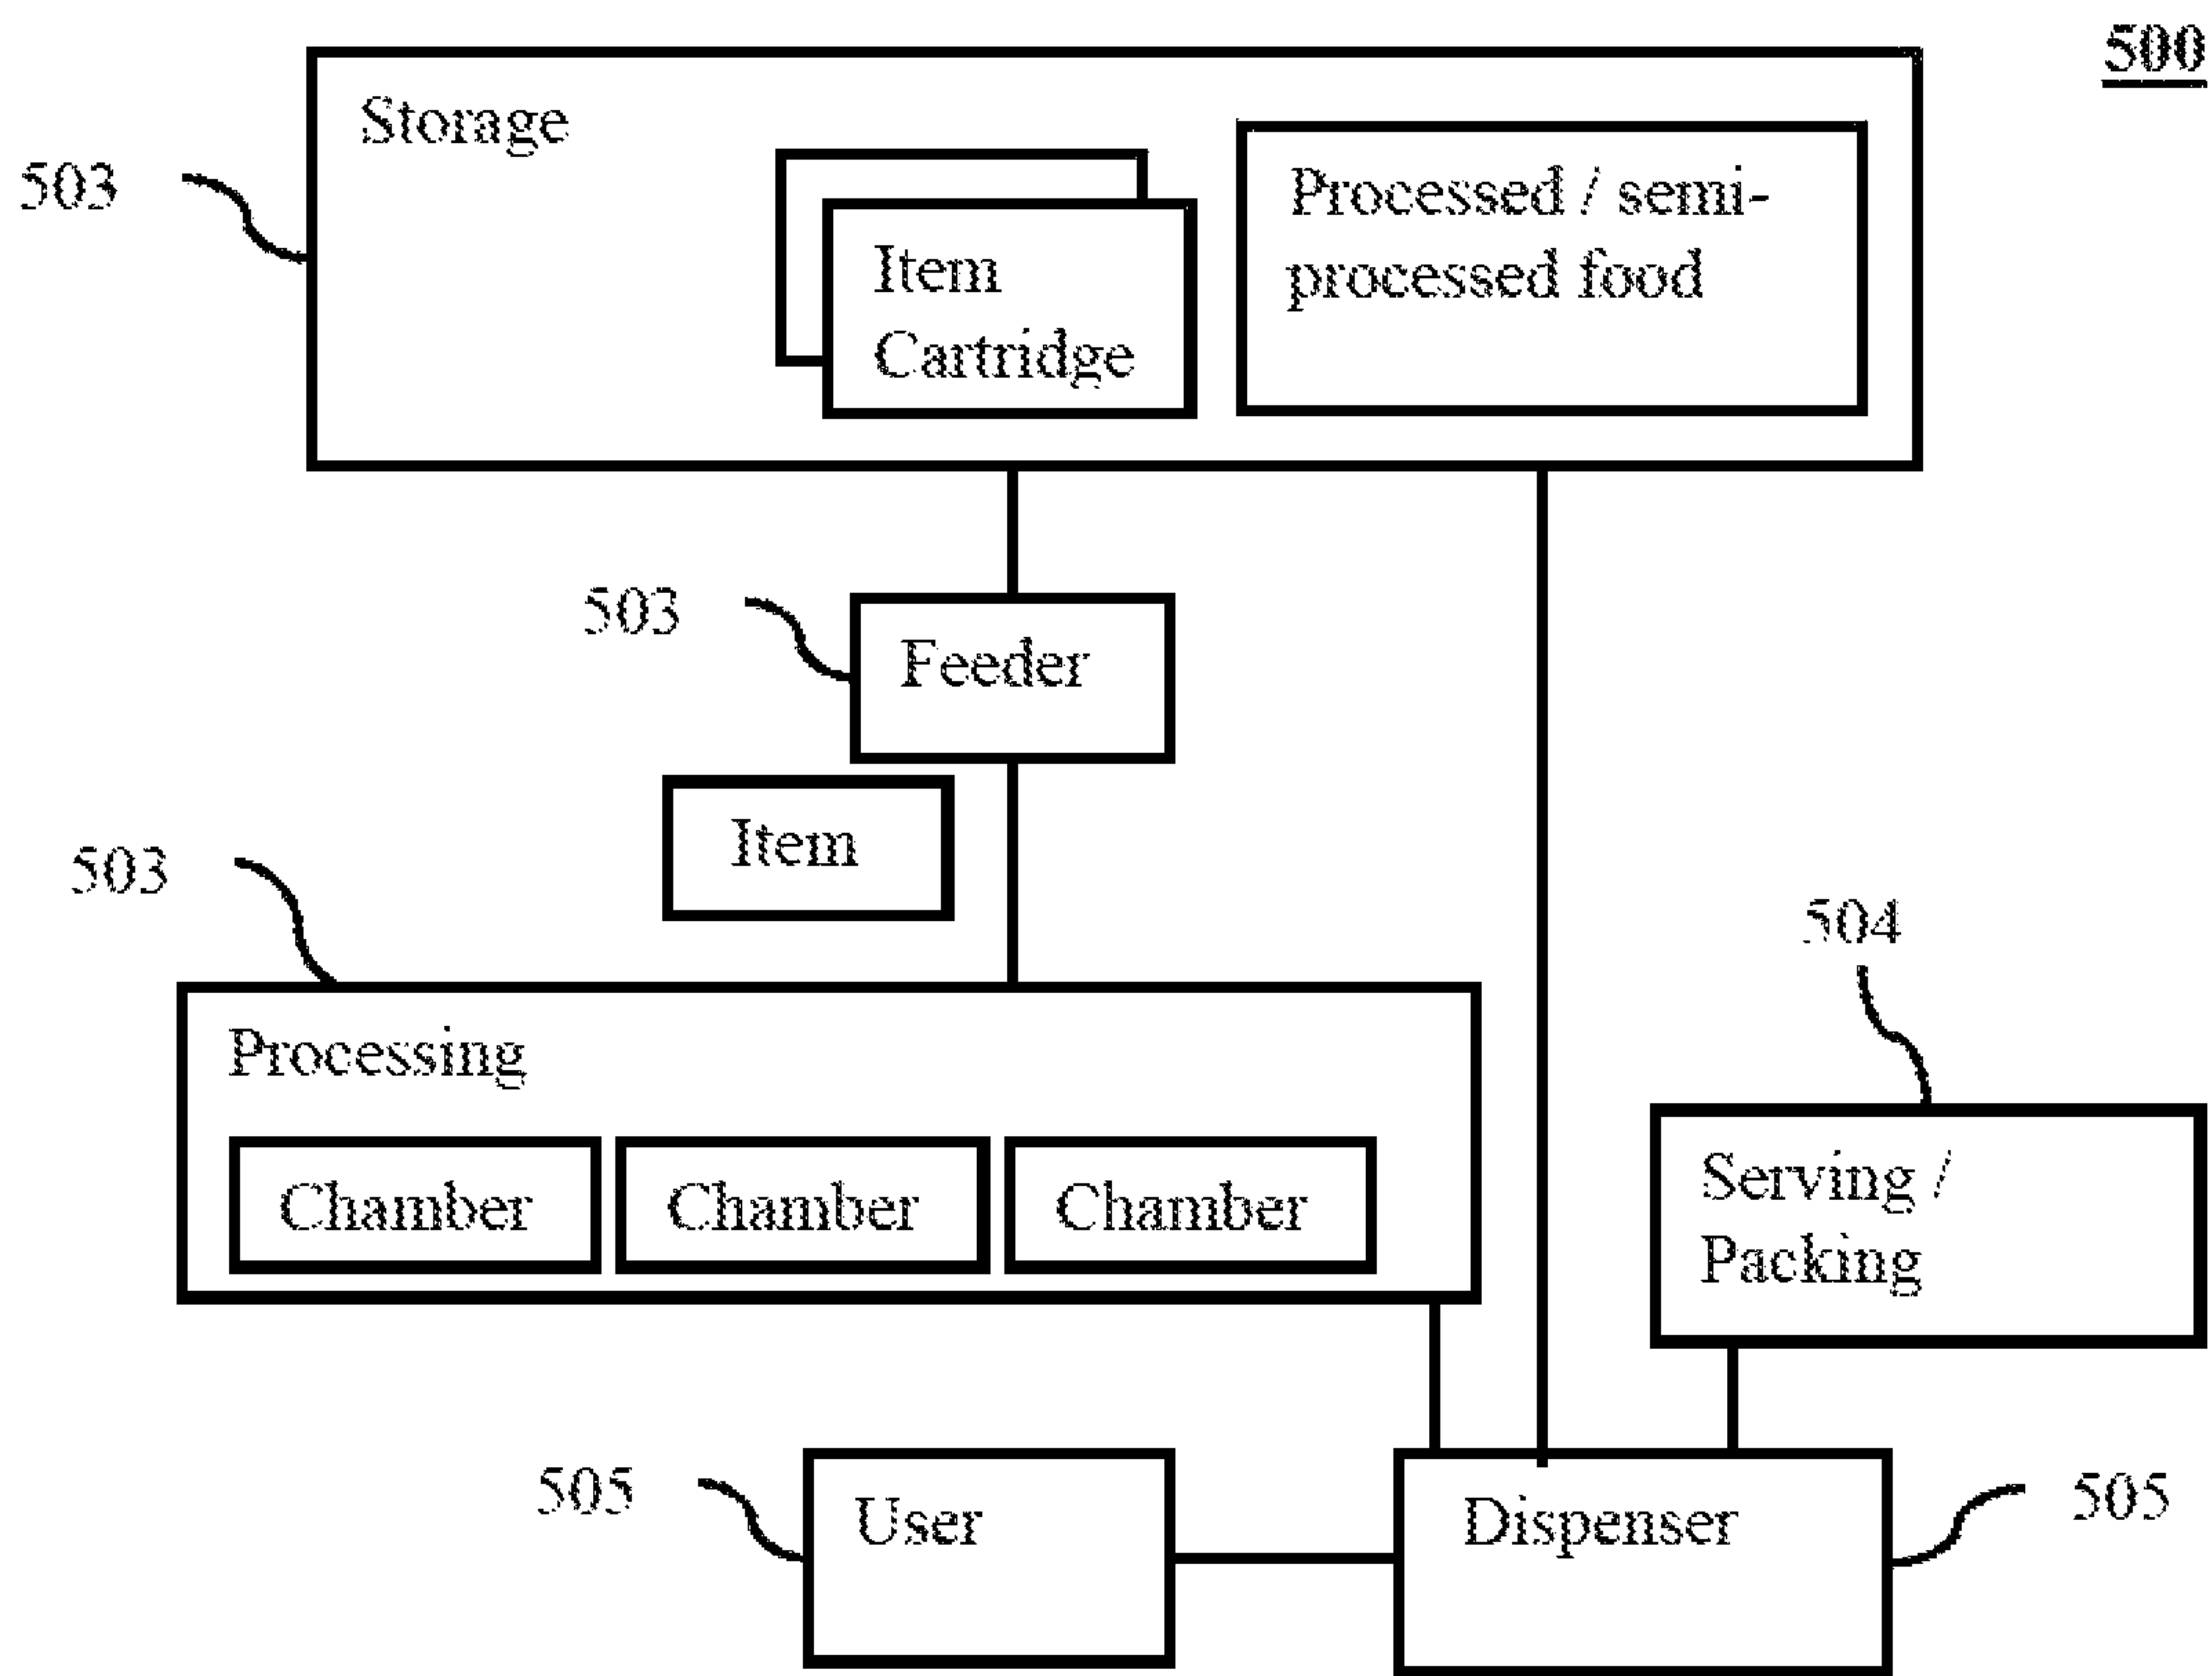 500
Storage
503
Processed / semi-
processed food
Item
Cartridge
503
Feeder
Item
503
504
Processing
Chamber
Chamber
Chamber
Serving /
Packing
505
User
Dispenser
505